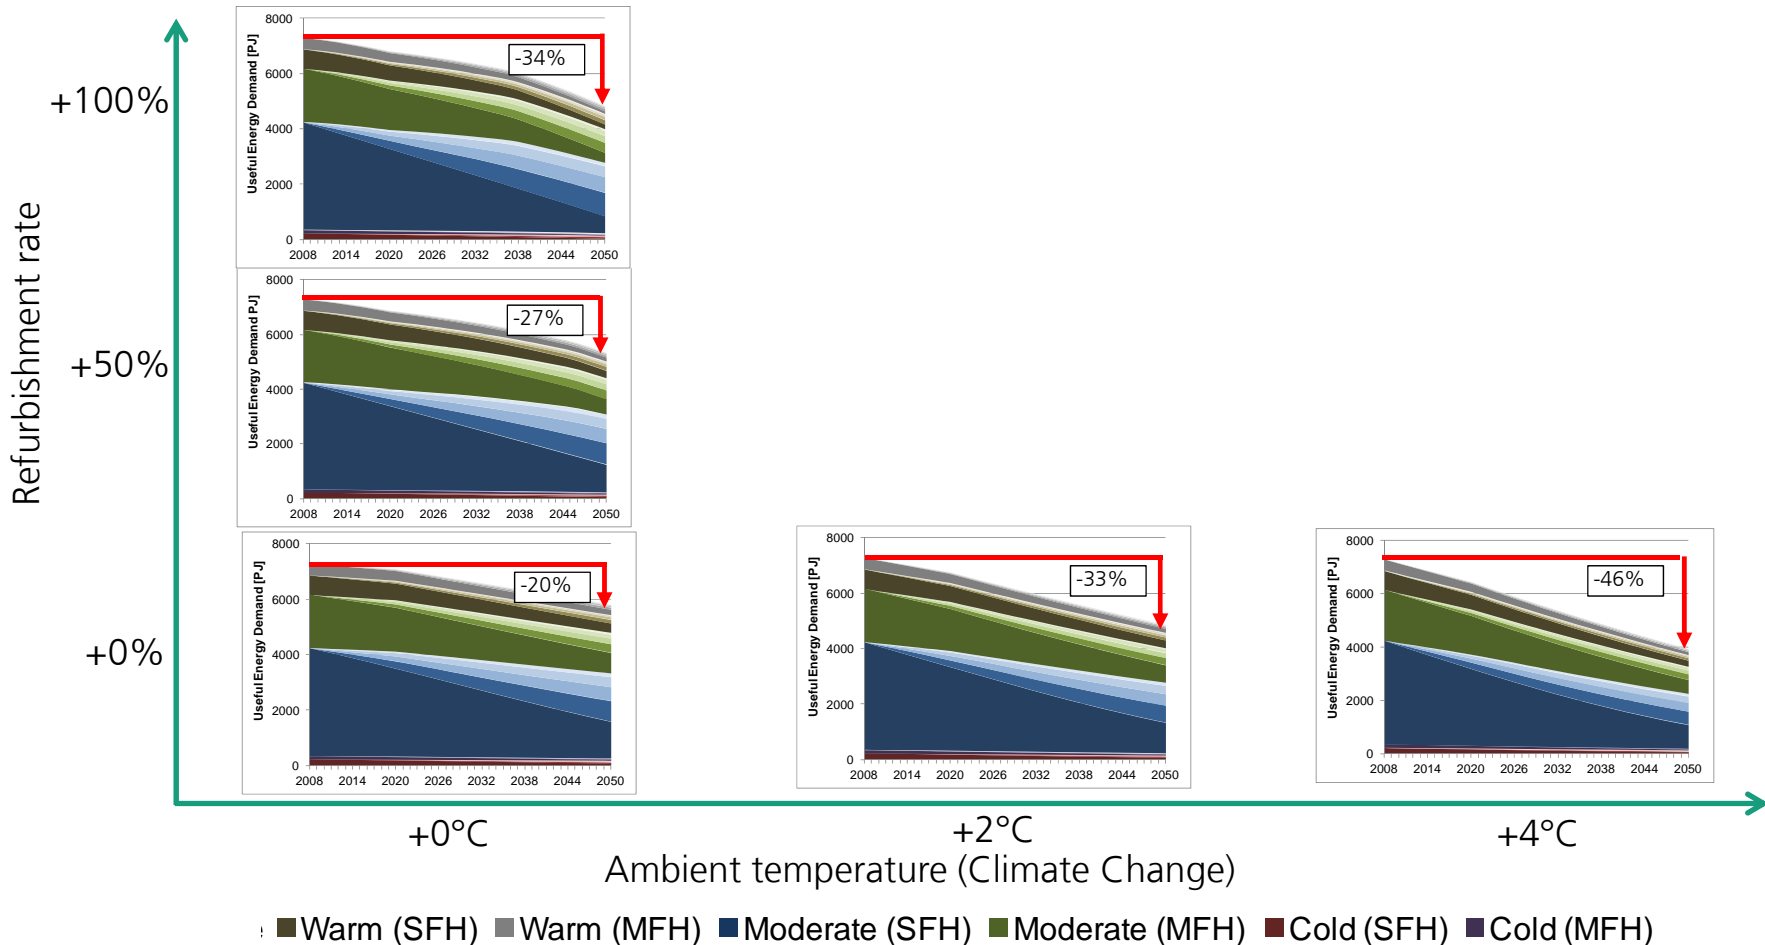 Refurbishment rate
+100%
Useful Energy Demand [PJ]
8000
6000
4000
2000
0
-34%
2008 2014 2020 2026 2032 2038 2044 2050
+50%
Useful Energy Demand PJ]
8000
6000
4000
2000
0
-27%
2008 2014 2020 2026 2032 2038 2044 2050
+0%
Useful Energy Demand [PJ]
8000
6000
4000
2000
0
-20%
2008 2014 2020 2026 2032 2038 2044 2050
Useful Energy Demand [PJ]
8000
6000
4000
2000
0
-33%
2008 2014 2020 2026 2032 2038 2044 2050
Useful Energy Demand [PJ]
8000
6000
4000
2000
0
-46%
2008 2014 2020 2026 2032 2038 2044 2050
+0°C +2°C +4°C
Ambient temperature (Climate Change)
Warm (SFH) Warm (MFH) Moderate (SFH) Moderate (MFH) Cold (SFH) Cold (MFH)